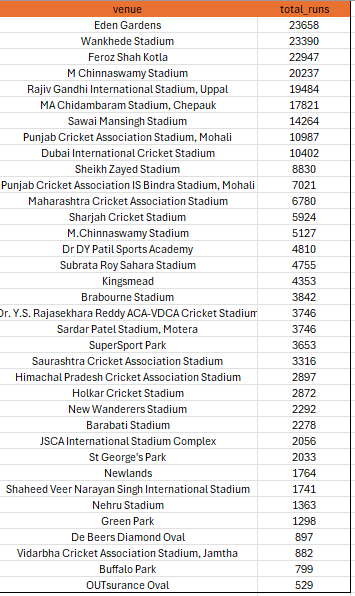 venue total_runs
Eden Gardens 23658
Wankhede Stadium 23390
Feroz Shah Kotla 22947
M Chinnaswamy Stadium 20237
Rajiv Gandhi International Stadium, Uppal 19484
MA Chidambaram Stadium, Chepauk 17821
Sawai Mansingh Stadium 14264
Punjab Cricket Association Stadium, Mohali 10987
Dubai International Cricket Stadium 10402
Sheikh Zayed Stadium 8830
Punjab Cricket Association IS Bindra Stadium, Mohali 7021
Maharashtra Cricket Association Stadium 6780
Sharjah Cricket Stadium 5924
M.Chinnaswamy Stadium 5127
Dr DY Patil Sports Academy 4810
Subrata Roy Sahara Stadium 4755
Kingsmead 4353
Brabourne Stadium 3842
Dr. Y.S. Rajasekhara Reddy ACA-VDCA Cricket Stadium 3746
Sardar Patel Stadium, Motera 3746
SuperSport Park 3653
Saurashtra Cricket Association Stadium 3316
Himachal Pradesh Cricket Association Stadium 2897
Holkar Cricket Stadium 2872
New Wanderers Stadium 2292
Barabati Stadium 2278
JSCA International Stadium Complex 2056
St George's Park 2033
Newlands 1764
Shaheed Veer Narayan Singh International Stadium 1741
Nehru Stadium 1363
Green Park 1298
De Beers Diamond Oval 897
Vidarbha Cricket Association Stadium, Jamtha 882
Buffalo Park 799
OUTsurance Oval 529